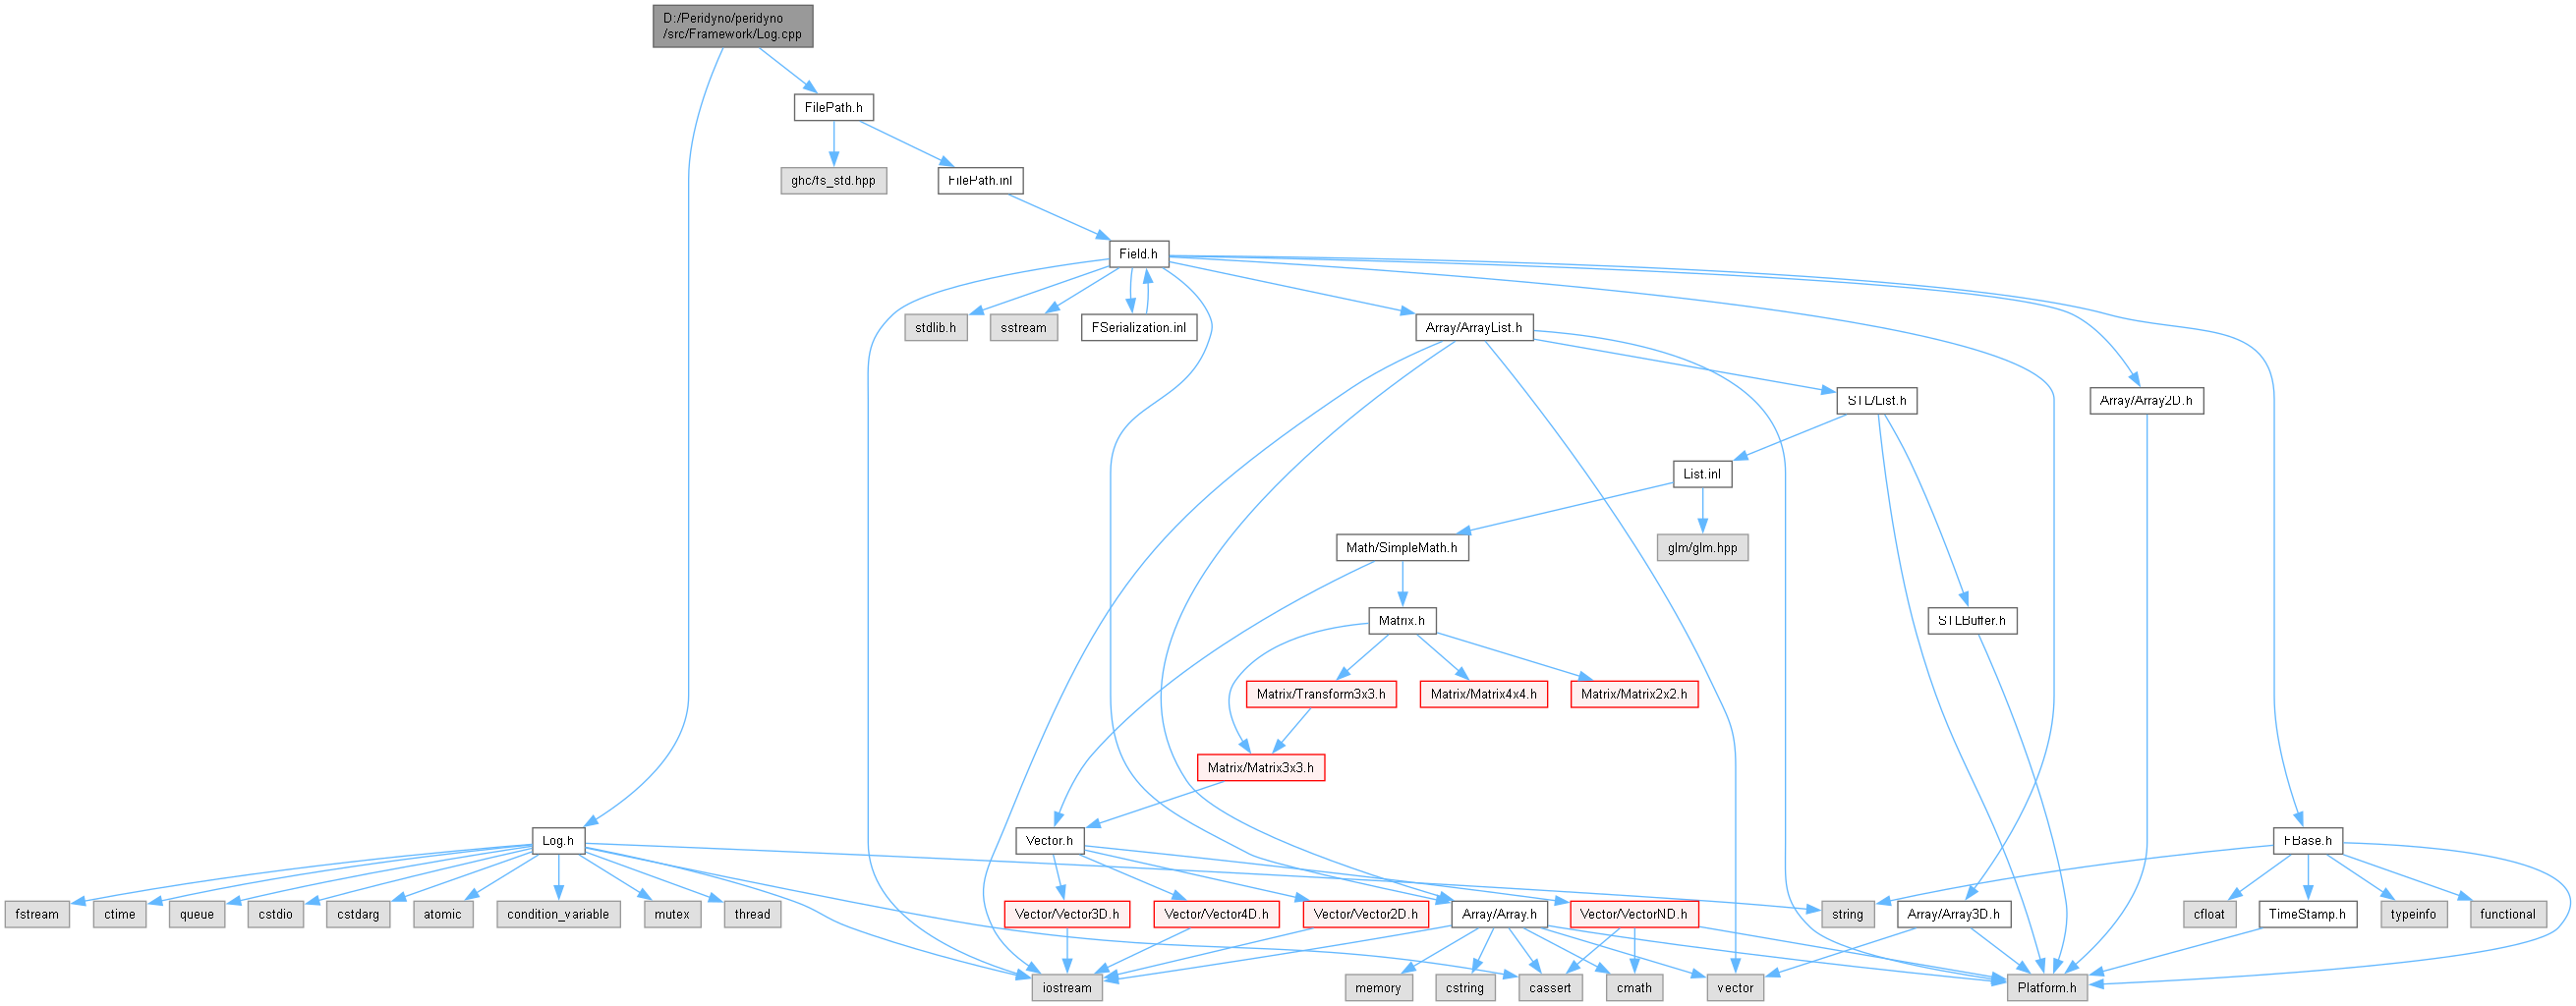 D:/Peridyno/peridyno
/src/Framework/Log.cpp
FilePath.h
ghc/fs_std.hpp
FilePath.inl
Field.h
stdlib.h
sstream
FSerialization.inl
Array/ArrayList.h
STL/List.h
Array/Array2D.h
List.inl
Math/SimpleMath.h
glm/glm.hpp
Matrix.h
STLBuffer.h
Matrix/Transform3x3.h
Matrix/Matrix4x4.h
Matrix/Matrix2x2.h
Matrix/Matrix3x3.h
Log.h
Vector.h
FBase.h
fstream
ctime
queue
cstdio
cstdarg
atomic
condition_variable
mutex
thread
Vector/Vector3D.h
Vector/Vector4D.h
Vector/Vector2D.h
Array/Array.h
Vector/VectorND.h
string
Array/Array3D.h
cfloat
TimeStamp.h
typeinfo
functional
iostream
memory
cstring
cassert
cmath
vector
Platform.h